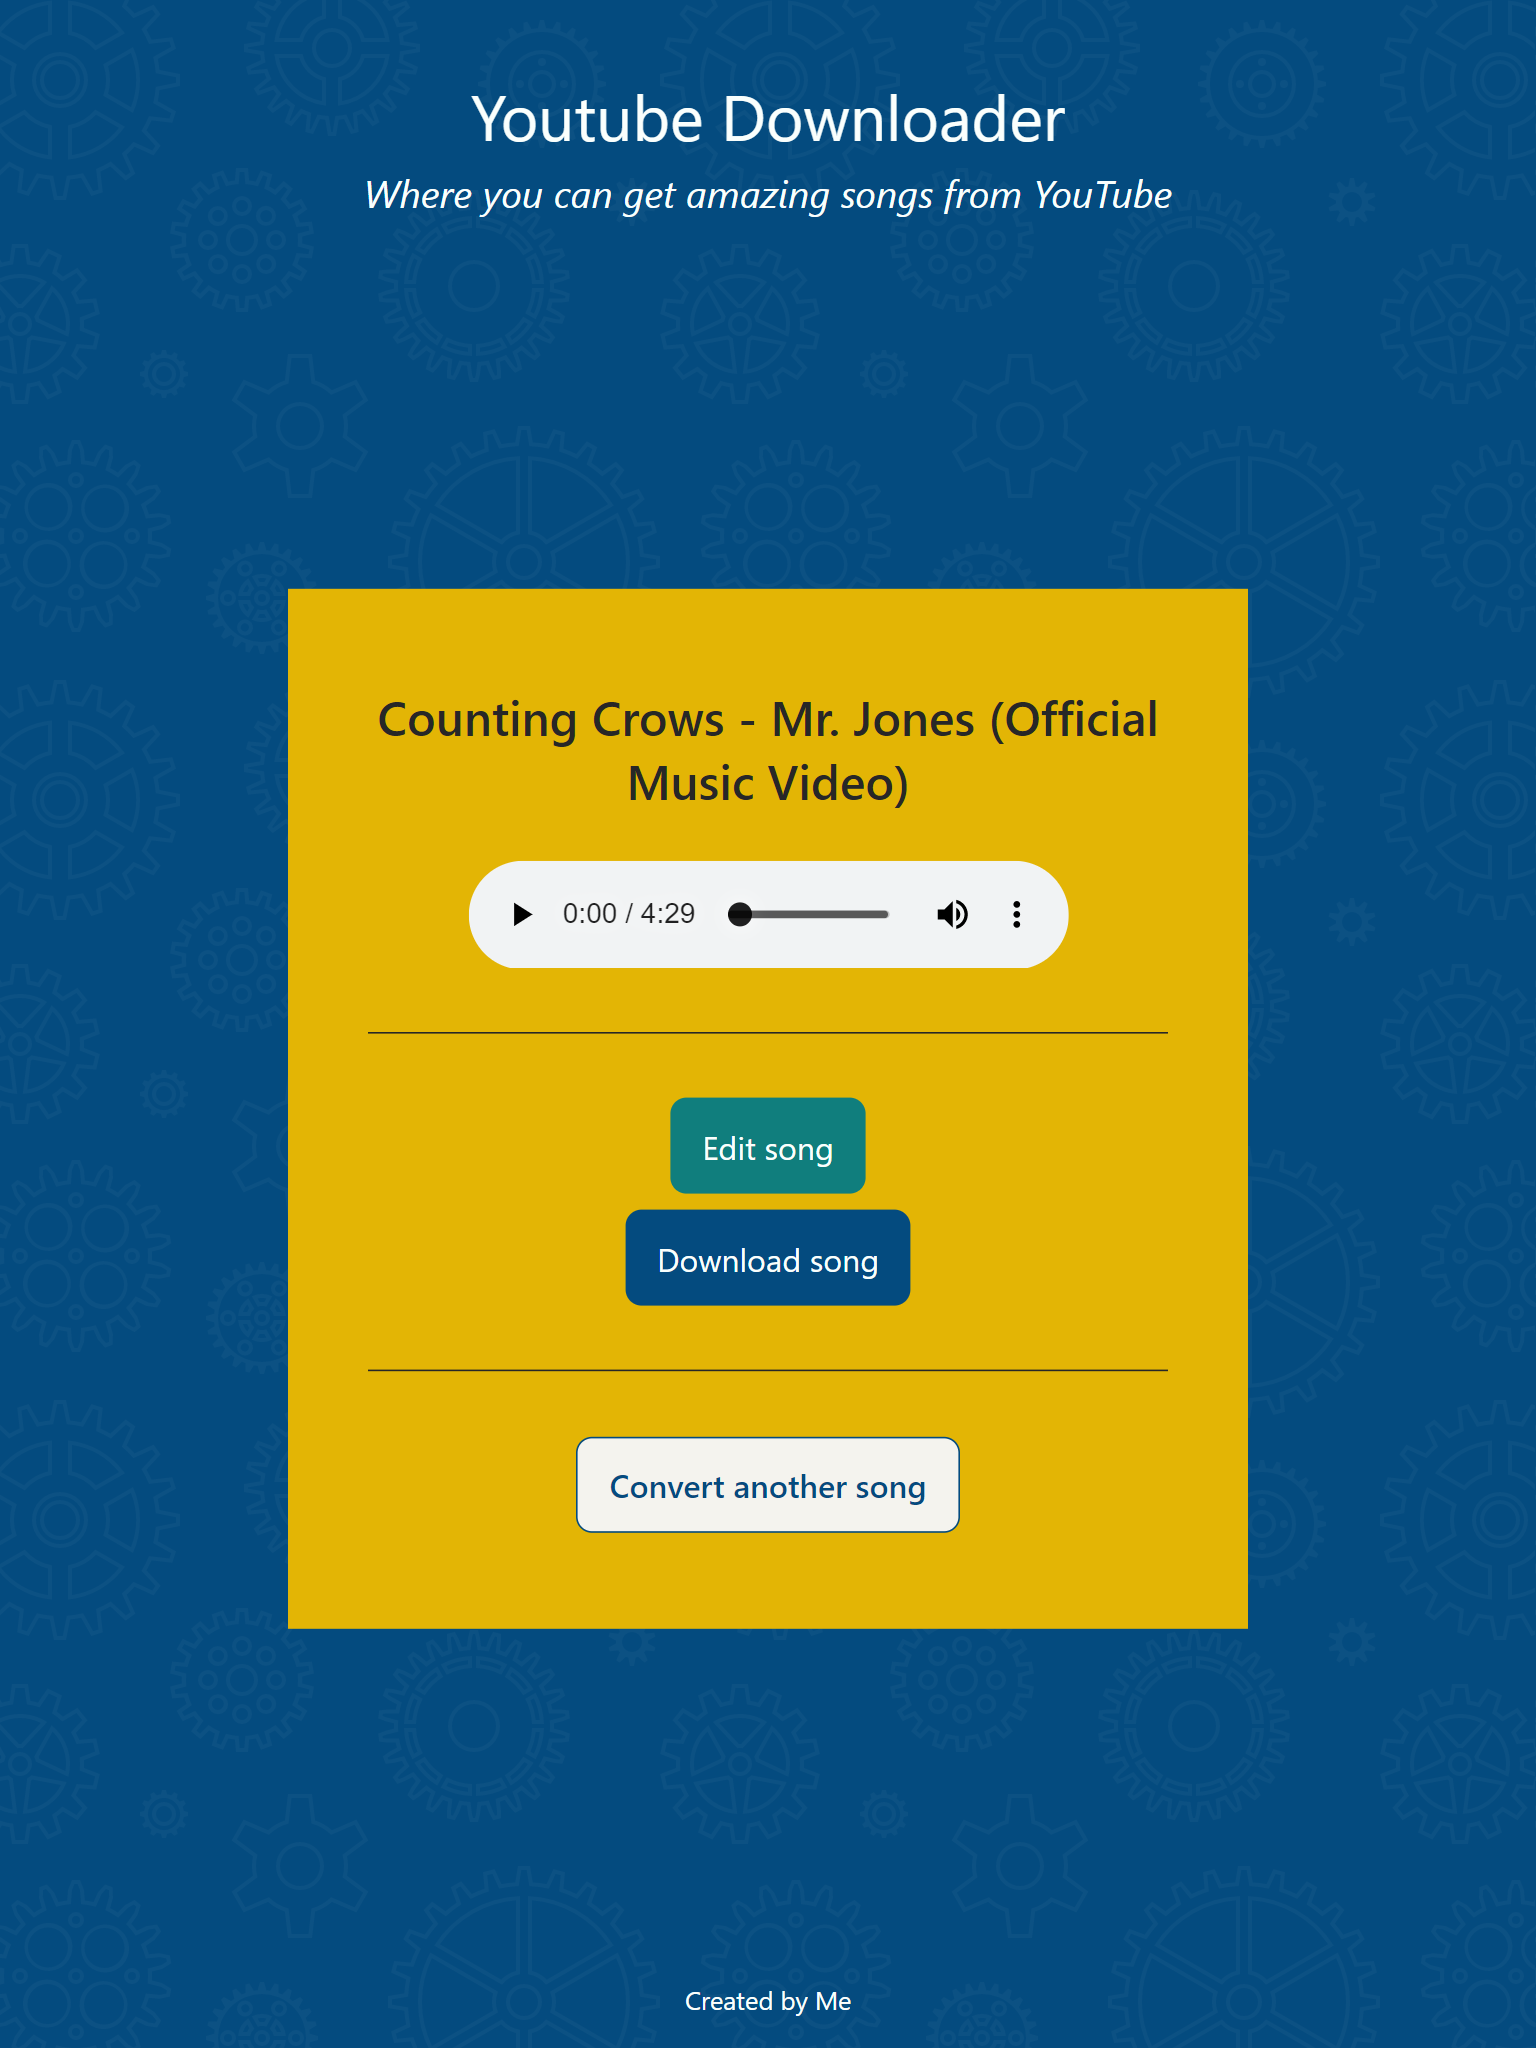 Youtube Downloader
Where you can get amazing songs from YouTube
Counting Crows - Mr. Jones (Official
Music Video)
0:00 / 4:29
Edit song
Download song
Convert another song
Created by Me